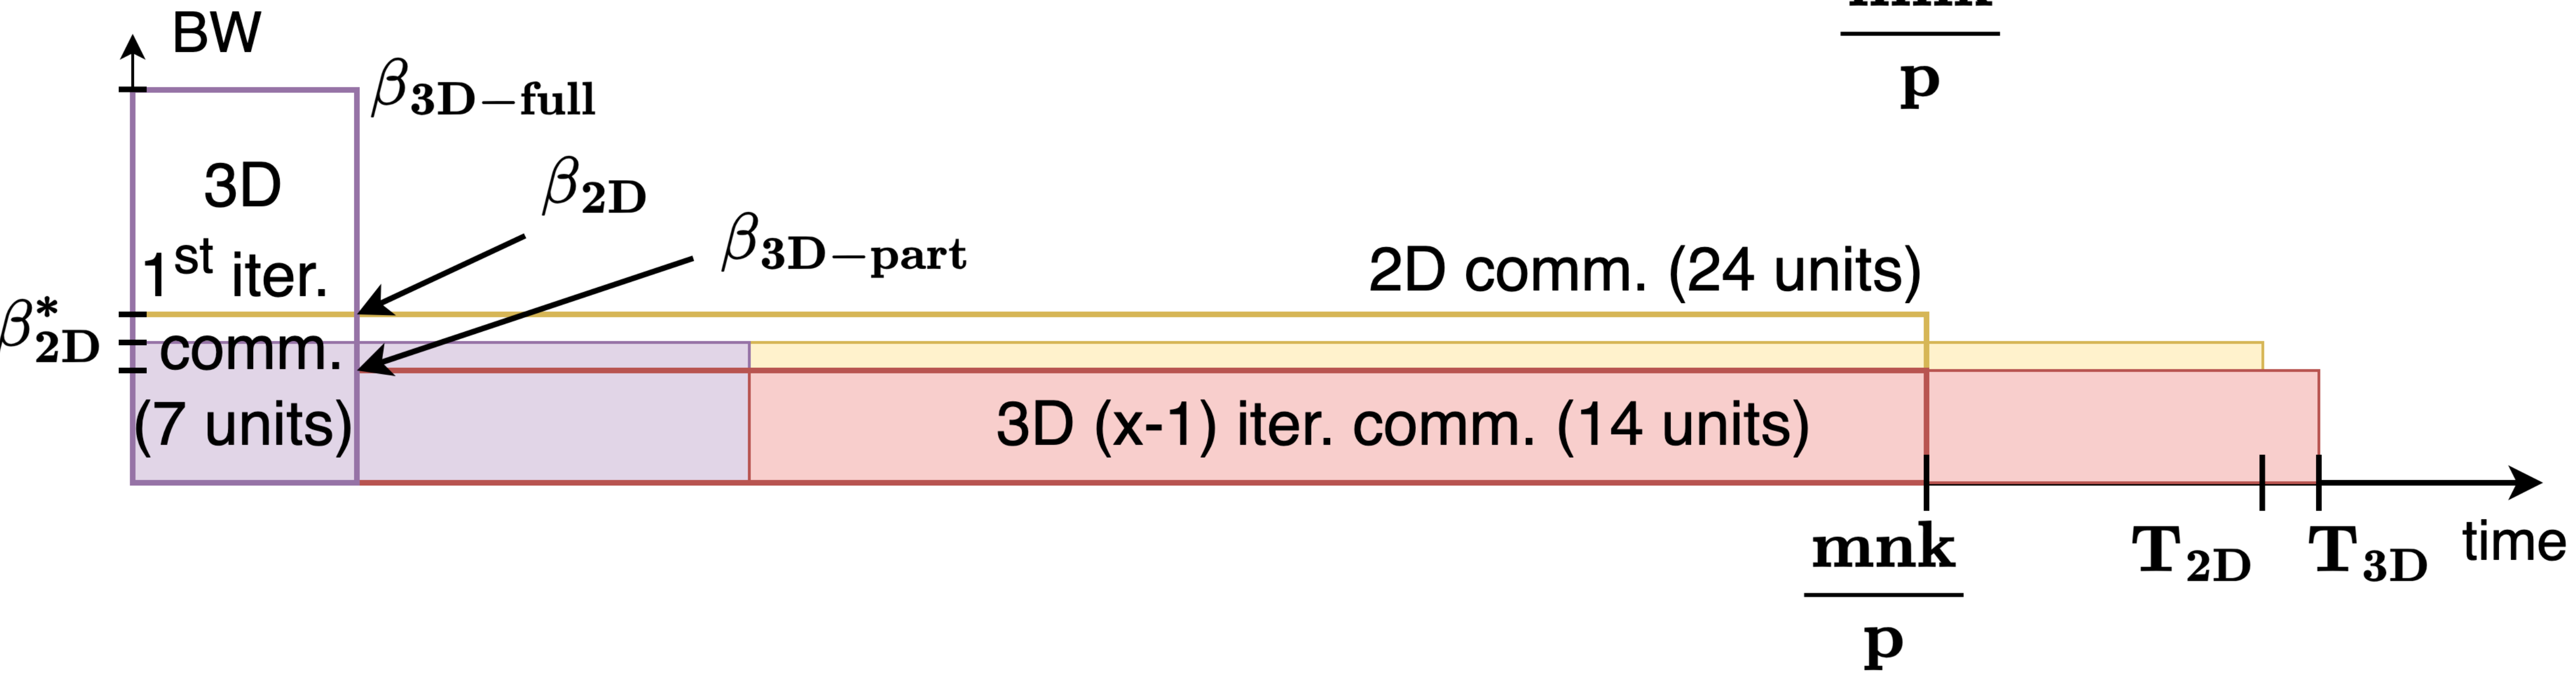 BW
β3D−full
p
3D
1st iter.
comm.
(7 units)
β2D
β3D−part
2D comm. (24 units)
β*2D
3D (x-1) iter. comm. (14 units)
mnk
p
T2D
T3D
time